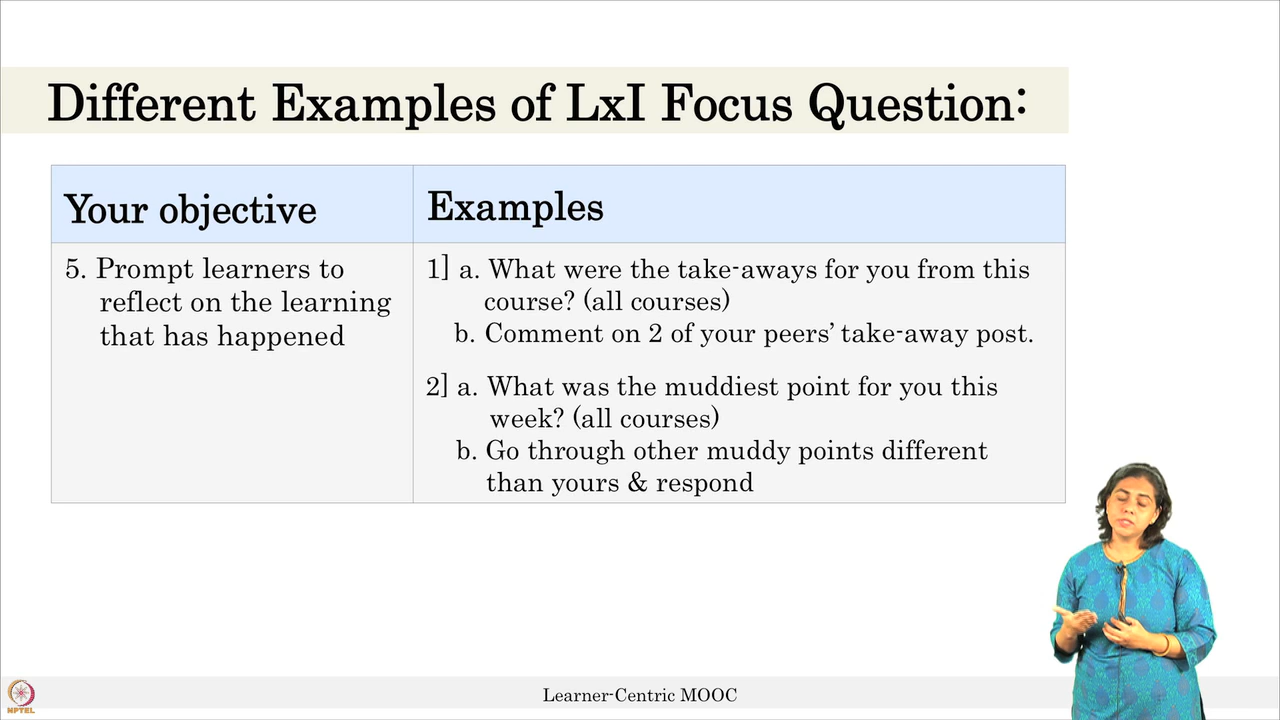 Different Examples of LxI Focus Question:
Your objective
Examples
5. Prompt learners to
reflect on the learning
that has happened
1] a. What were the take-aways for you from this
course? (all courses)
b. Comment on 2 of your peers’ take-away post.
2] a. What was the muddiest point for you this
week? (all courses)
b. Go through other muddy points different
than yours & respond
Learner-Centric MOOC
NPTEL